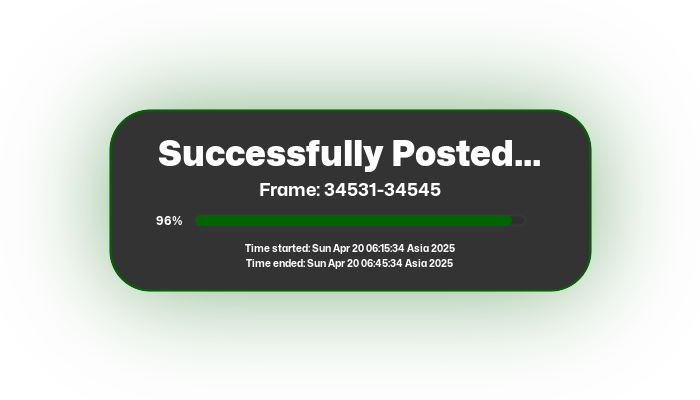 Successfully Posted...
Frame: 34531-34545
96%
Time started: Sun Apr 20 06:15:34 Asia 2025
Time ended: Sun Apr 20 06:45:34 Asia 2025